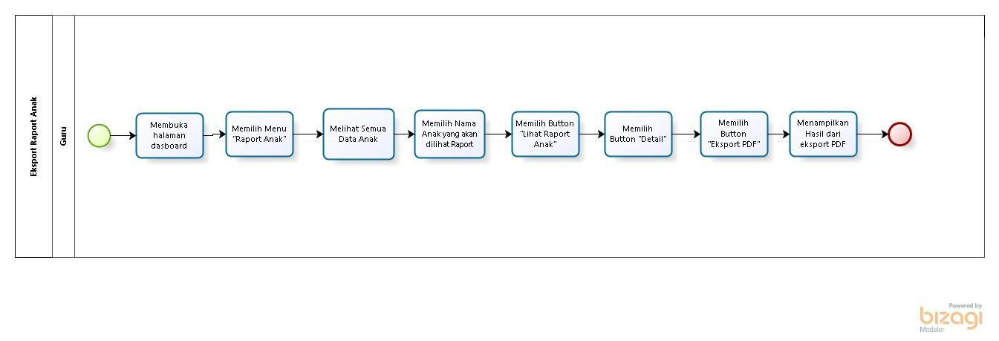 Eksport Raport Anak
Guru
Membuka
halaman
dasboard
Memilih Menu
"Raport Anak"
Melihat Semua
Data Anak
Memilih Nama
Anak yang akan
dilihat Raport
Memilih Button
"Lihat Raport
Anak"
Memilih
Button "Detail"
Memilih
Button
"Eksport PDF"
Menampilkan
Hasil dari
eksport PDF
Powered by
bizagi
Modeler